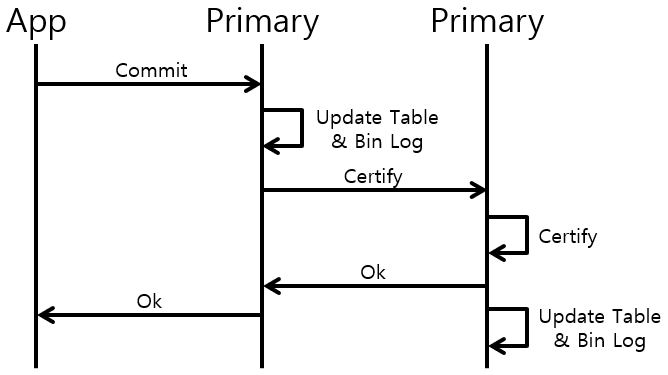 App
Primary
Primary
Commit
Update Table
& Bin Log
Certify
Certify
Ok
Ok
Update Table
& Bin Log